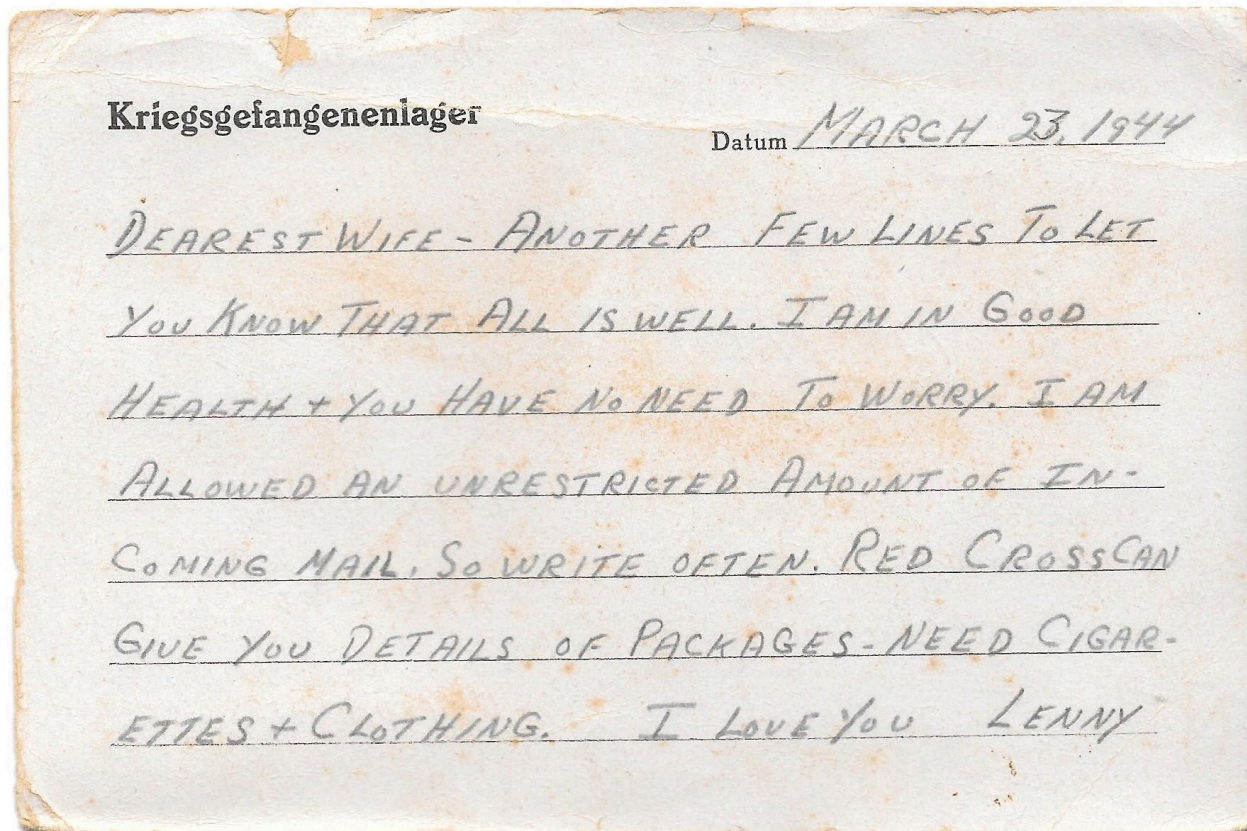 Kriegsgefangenenlager
Datum MARCH 23, 1944
DEAREST WIFE - ANOTHER FEW LINES TO LET
YOU KNOW THAT ALL IS WELL. I AM IN GOOD
HEALTH + YOU HAVE NO NEED TO WORRY. I AM
ALLOWED AN UNRESTRICTED AMOUNT OF IN-
COMING MAIL. SO WRITE OFTEN. RED CROSS CAN
GIVE YOU DETAILS OF PACKAGES - NEED CIGAR-
ETTES + CLOTHING. I LOVE YOU LENNY